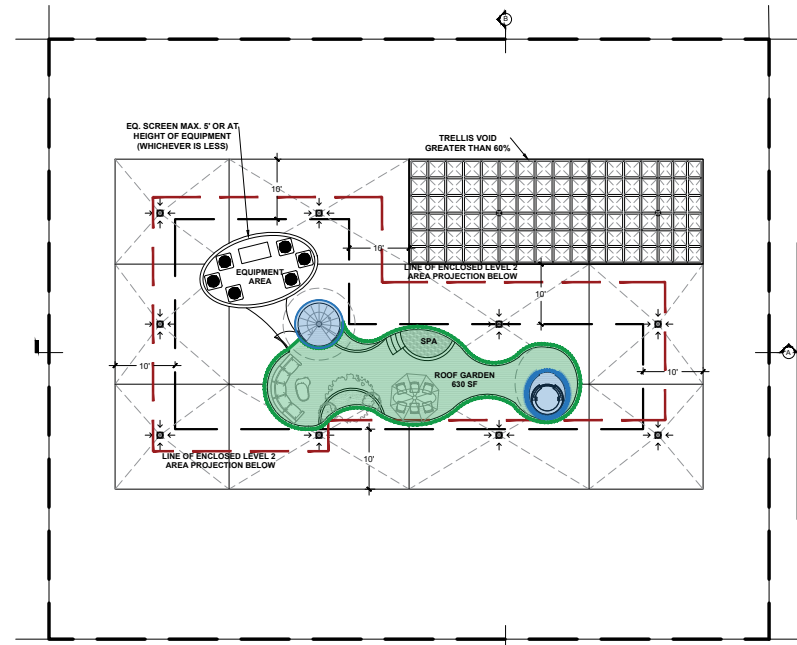 B
EQ. SCREEN MAX. 5' OR AT
HEIGHT OF EQUIPMENT
(WHICHEVER IS LESS)
TRELLIS VOID
GREATER THAN 60%
10'
10'
EQUIPMENT
AREA
LINE OF ENCLOSED LEVEL 2
AREA PROJECTION BELOW
10'
SPA
A
10'
10'
ROOF GARDEN
630 SF
LINE OF ENCLOSED LEVEL 2
AREA PROJECTION BELOW
10'